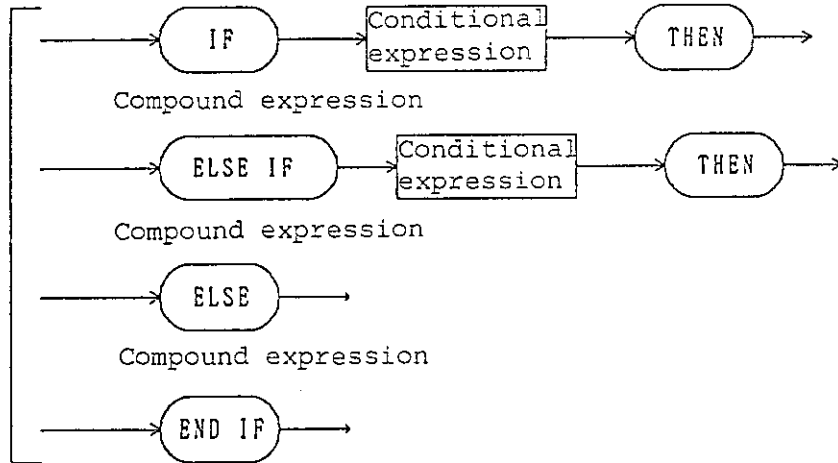 IF Conditional expression THEN
Compound expression
ELSE IF Conditional expression THEN
Compound expression
ELSE
Compound expression
END IF